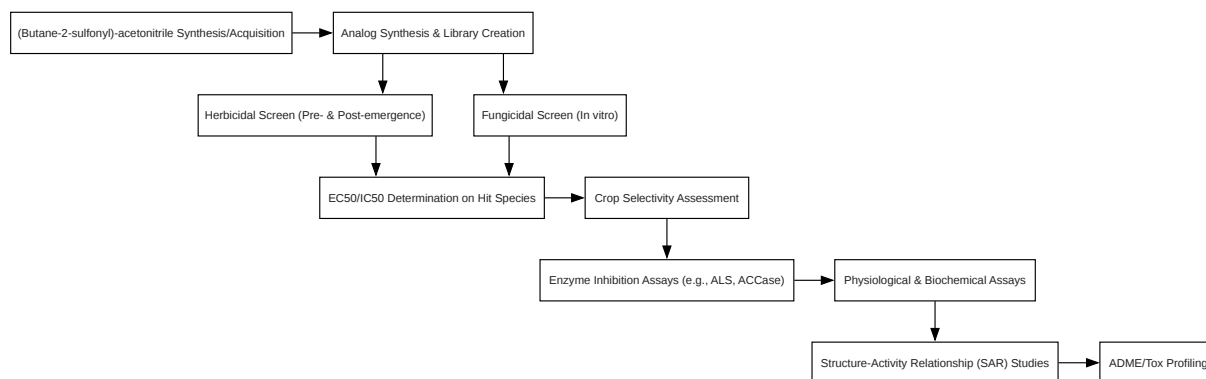 (Butane-2-sulfonyl)-acetonitrile Synthesis/Acquisition
Analog Synthesis & Library Creation
Herbicidal Screen (Pre- & Post-emergence)
Fungicidal Screen (In vitro)
EC50/IC50 Determination on Hit Species
Crop Selectivity Assessment
Enzyme Inhibition Assays (e.g., ALS, ACCase)
Physiological & Biochemical Assays
Structure-Activity Relationship (SAR) Studies
ADME/Tox Profiling